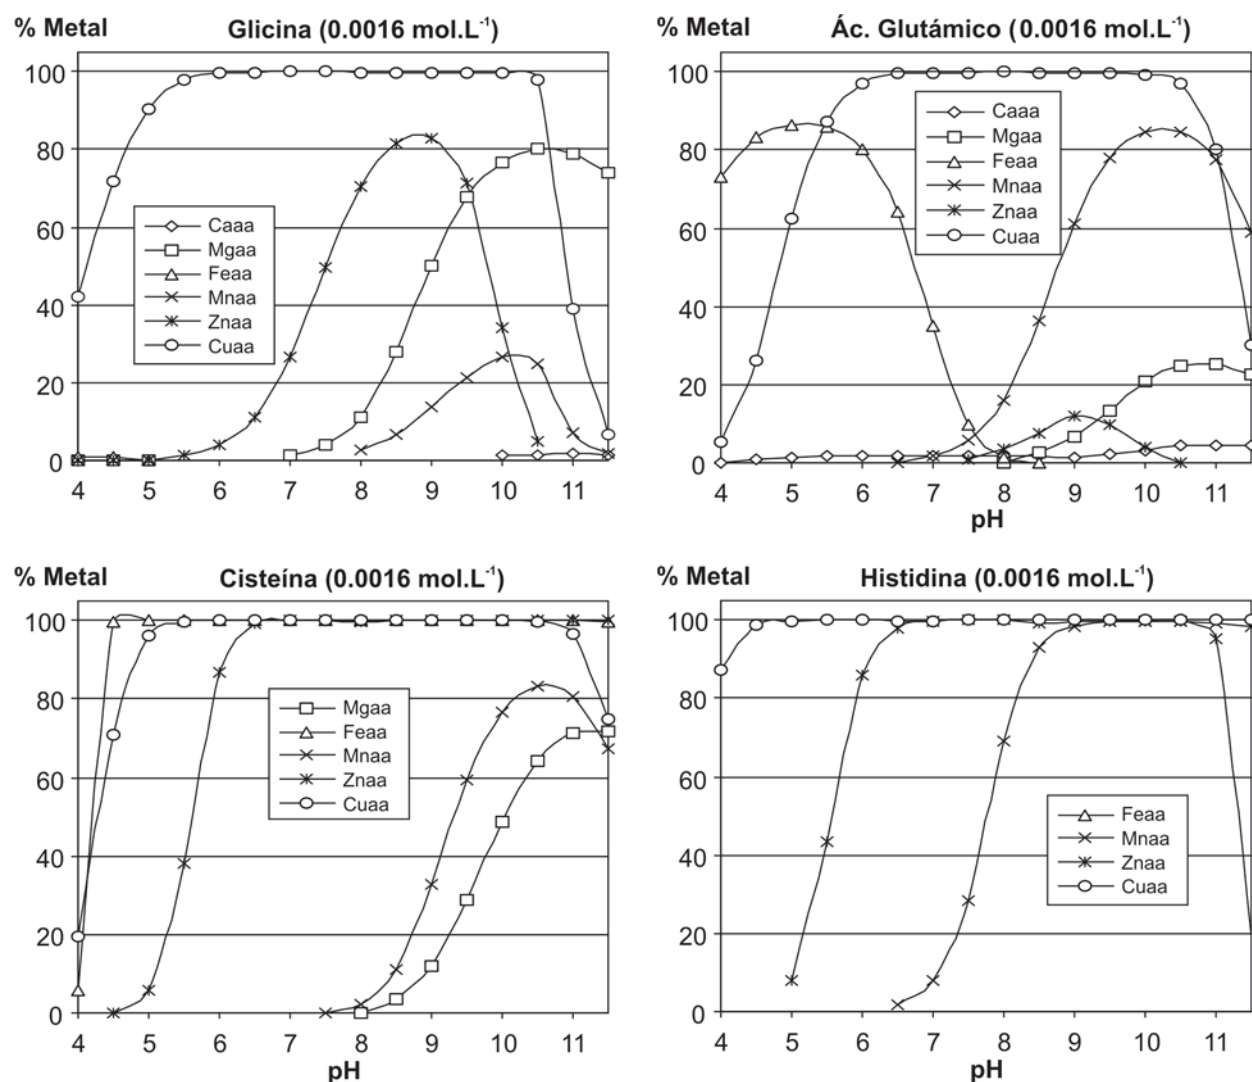 % Metal Glicina (0.0016 mol.L⁻¹)
100
80
60
40
20
0
Caaa
Mgaa
Feaa
Mnaa
Znaa
Cuaa
4 5 6 7 8 9 10 11
% Metal Ác. Glutámico (0.0016 mol.L⁻¹)
100
80
60
40
20
0
Caaa
Mgaa
Feaa
Mnaa
Znaa
Cuaa
4 5 6 7 8 9 10 11
pH
% Metal Cisteína (0.0016 mol.L⁻¹)
100
80
60
40
20
0
Mgaa
Feaa
Mnaa
Znaa
Cuaa
4 5 6 7 8 9 10 11
pH
% Metal Histidina (0.0016 mol.L⁻¹)
100
80
60
40
20
0
Feaa
Mnaa
Znaa
Cuaa
4 5 6 7 8 9 10 11
pH